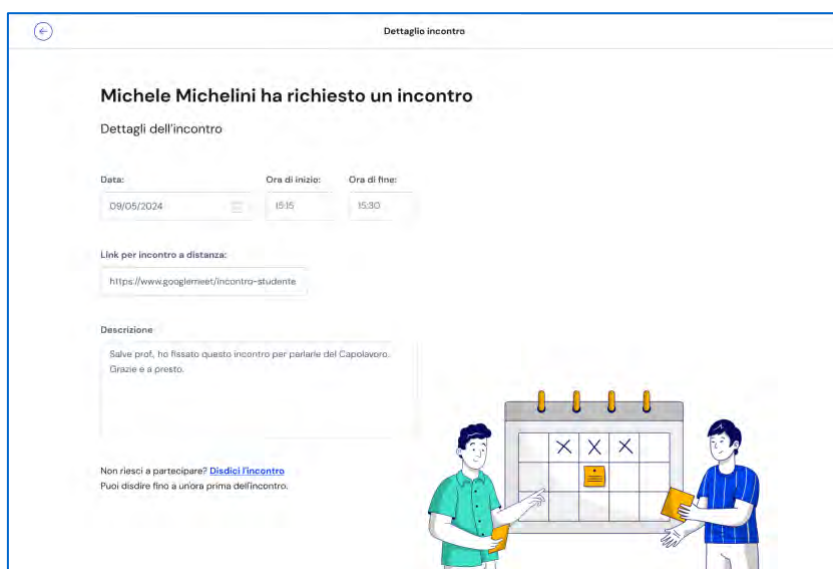 Dettaglio incontro
Michele Michelini ha richiesto un incontro
Dettagli dell'incontro
Data: Ora di inizio: Ora di fine:
09/05/2024 15:15 15:30
Link per incontro a distanza:
https://www.googlemeet/incontro-studente
Descrizione
Salve prof, ho fissato questo incontro per parlarle del Capolavoro.
Grazie e a presto.
Non riesci a partecipare? Disdici l'incontro
Puoi disdire fino a un'ora prima dell'incontro.